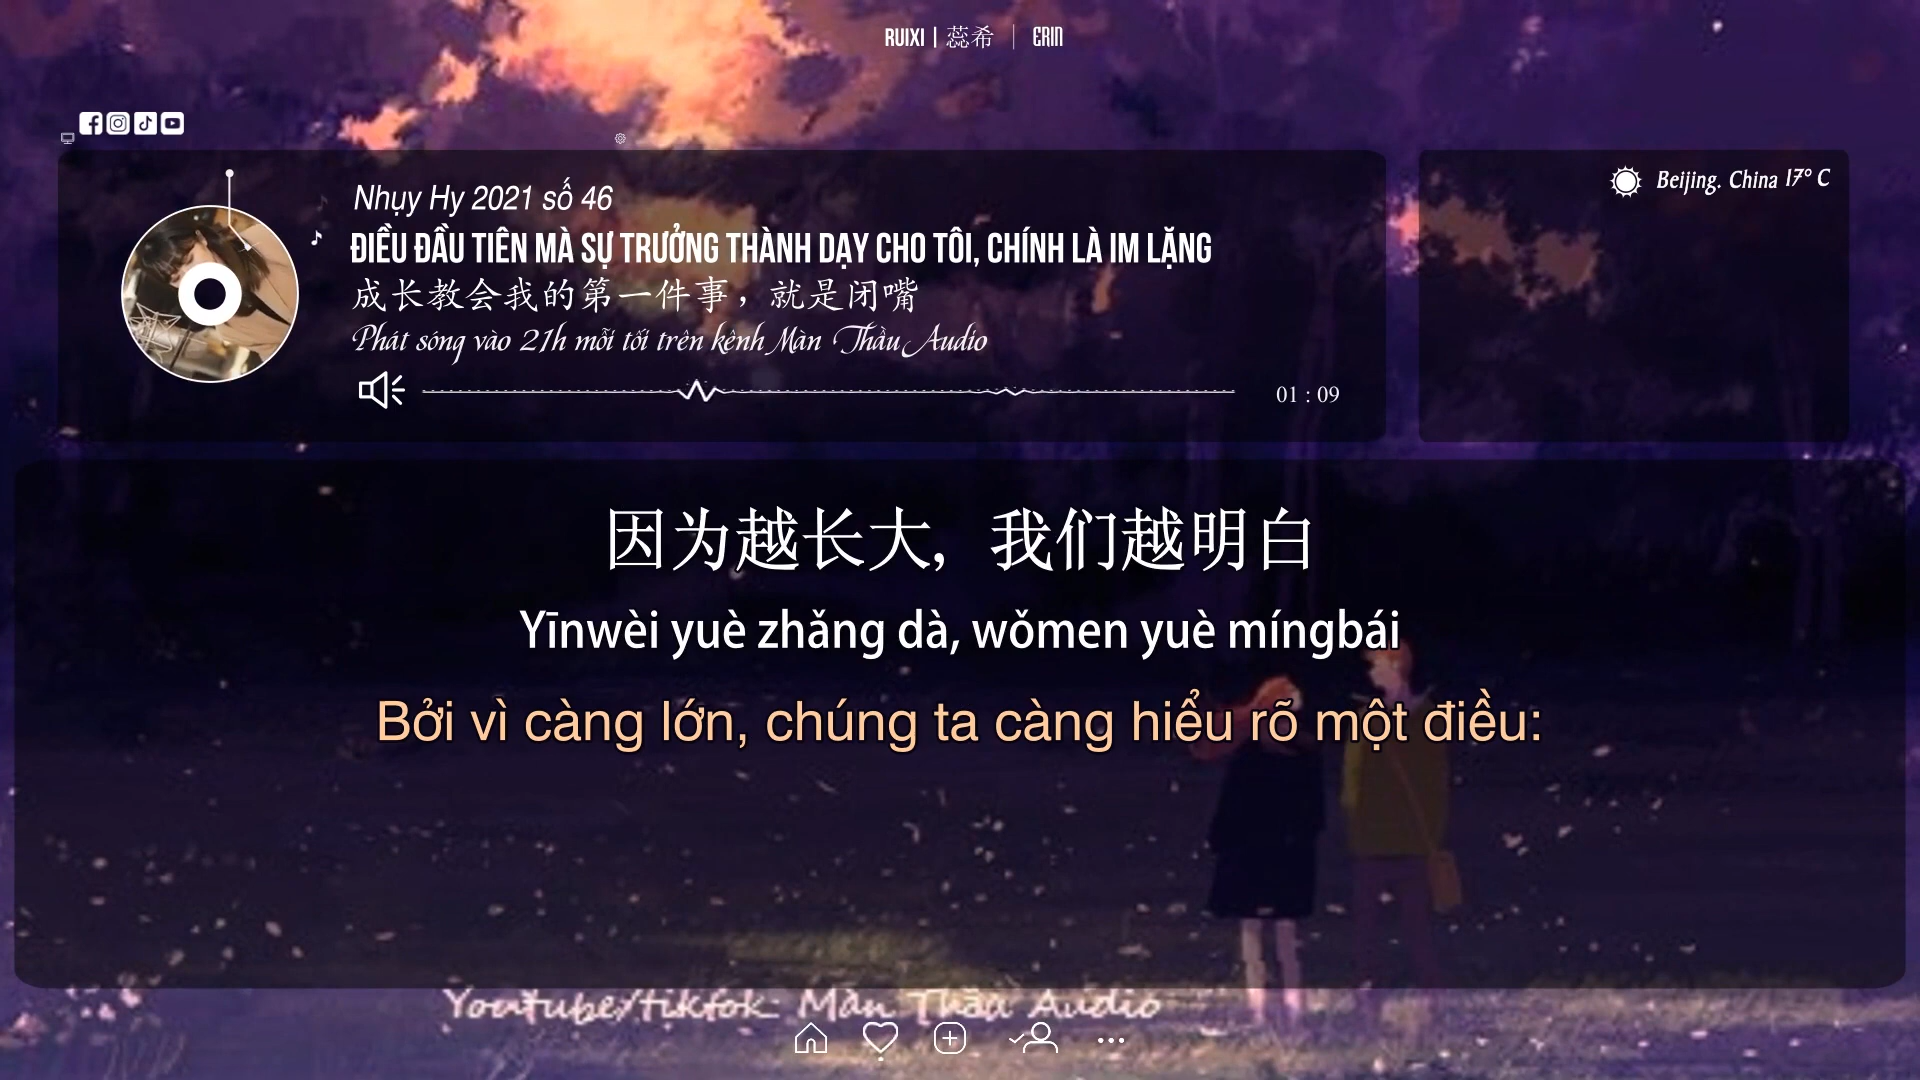 RUIXI | 蕊希 | ERIN
Nhụy Hy 2021 số 46
ĐIỀU ĐẦU TIÊN MÀ SỰ TRƯỞNG THÀNH DẠY CHO TÔI, CHÍNH LÀ IM LẶNG
成长教会我的第一件事，就是闭嘴
Phát sóng vào 21h mỗi tối trên kênh Màn Thầu Audio
01 : 09
Beijing. China 17° C
因为越长大，我们越明白
Yīnwèi yuè zhǎng dà, wǒmen yuè míngbái
Bởi vì càng lớn, chúng ta càng hiểu rõ một điều:
Youtube/tiktok: Màn Thầu Audio